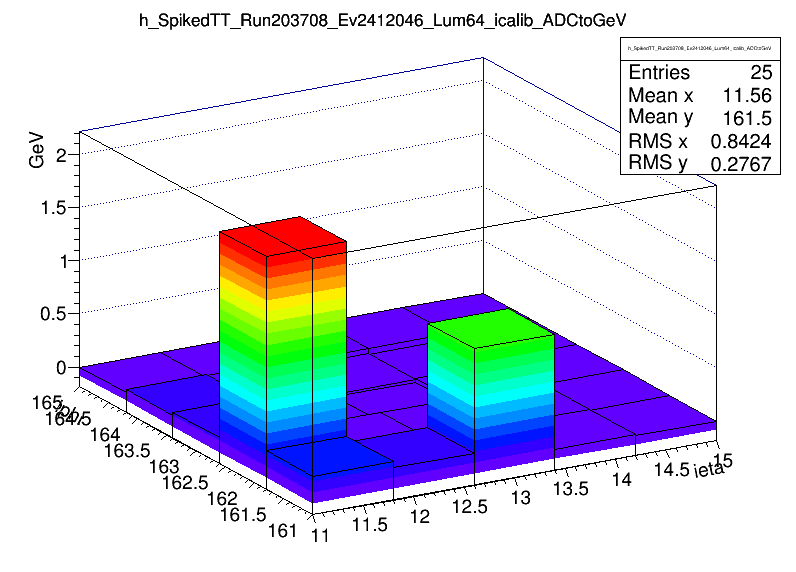 h_SpikedTT_Run203708_Ev2412046_Lum64_icalib_ADCtoGeV
h_SpikedTT_Run203708_Ev2412046_Lum64_icalib_ADCtoGeV
Entries 25
Mean x 11.56
Mean y 161.5
RMS x 0.8424
RMS y 0.2767
GeV
2
1.5
1
0.5
0
165
164.5
164
163.5
163
162.5
162
161.5
161
11
11.5
12
12.5
13
13.5
14
14.5
15
ieta